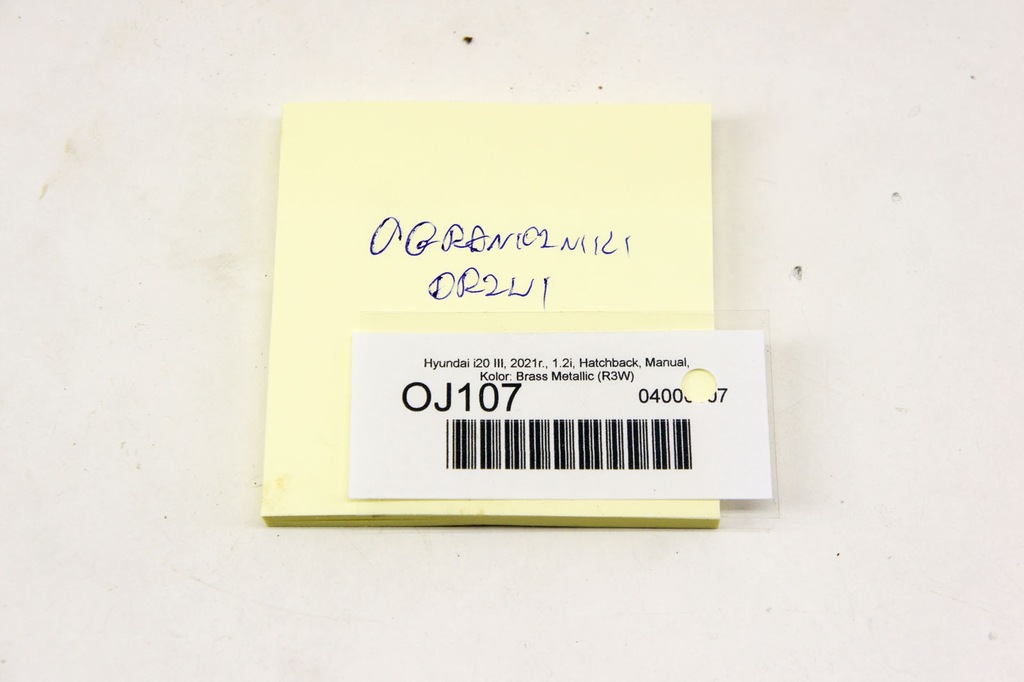 OGRANICZNIKI
DRZWI
Hyundai i20 III, 2021r., 1.2i, Hatchback, Manual,
Kolor: Brass Metallic (R3W)
OJ107